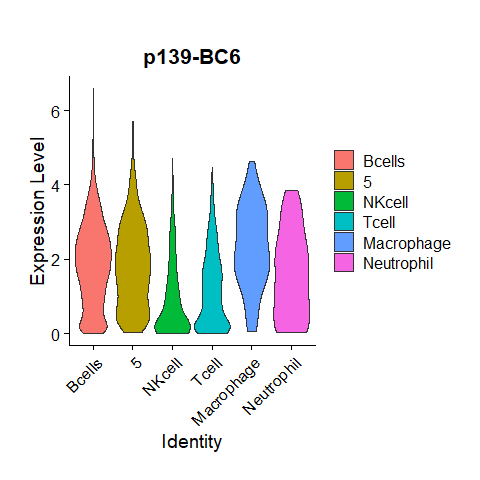 p139-BC6
Expression Level
6
4
2
0
Bcells
5
NKcell
Tcell
Macrophage
Neutrophil
Identity
Bcells
5
NKcell
Tcell
Macrophage
Neutrophil